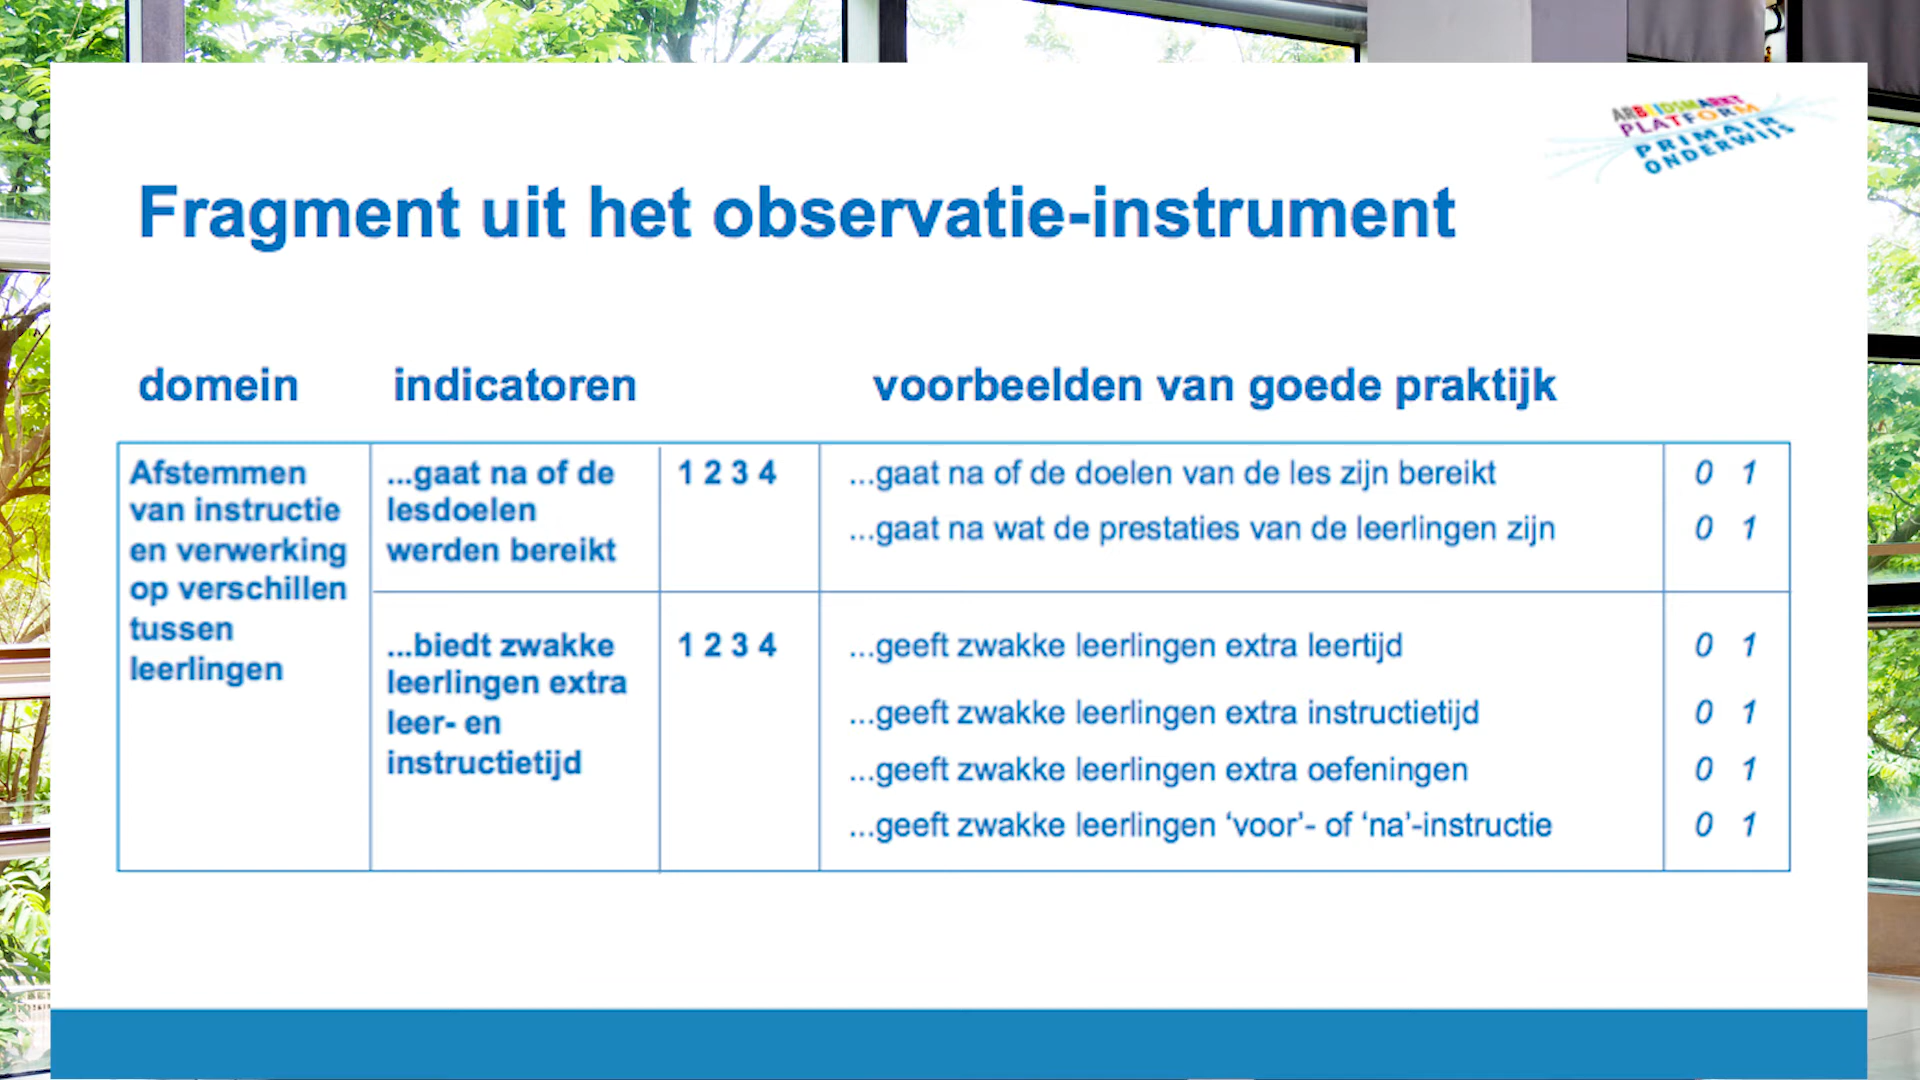 ARBEIDSMARKT
PLATFORM
PRIMAIR
ONDERWIJS
Fragment uit het observatie-instrument
domein indicatoren voorbeelden van goede praktijk
Afstemmen
van instructie
en verwerking
op verschillen
tussen
leerlingen
...gaat na of de
lesdoelen
werden bereikt
1 2 3 4
...gaat na of de doelen van de les zijn bereikt 0 1
...gaat na wat de prestaties van de leerlingen zijn 0 1
...biedt zwakke
leerlingen extra
leer- en
instructietijd
1 2 3 4
...geeft zwakke leerlingen extra leertijd 0 1
...geeft zwakke leerlingen extra instructietijd 0 1
...geeft zwakke leerlingen extra oefeningen 0 1
...geeft zwakke leerlingen ‘voor’- of ‘na’-instructie 0 1